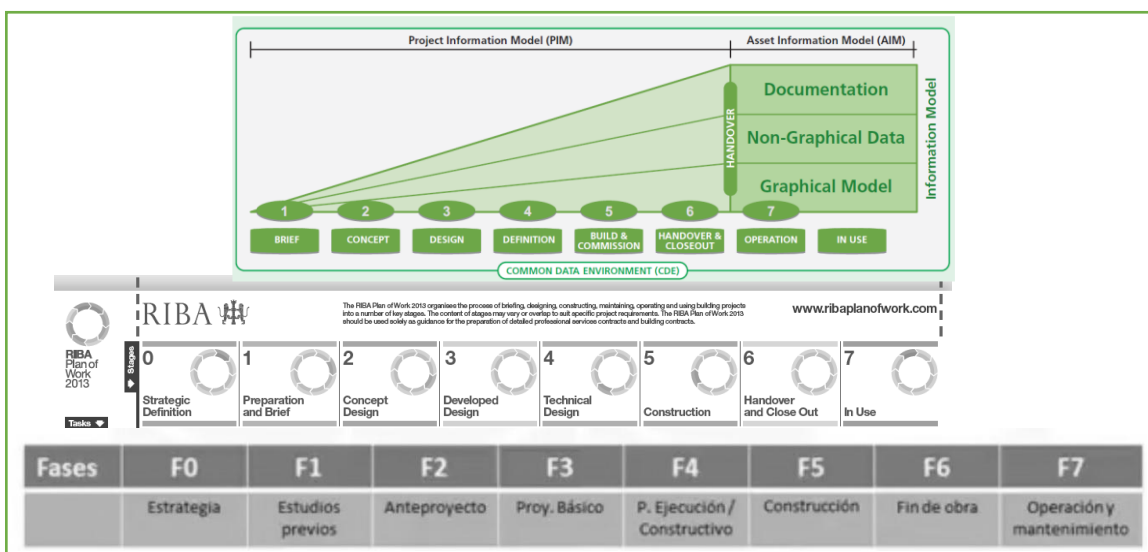 Project Information Model (PIM)
Asset Information Model (AIM)
Documentation
Non-Graphical Data
Graphical Model
HANDOVER
Information Model
1 2 3 4 5 6 7
BRIEF
CONCEPT
DESIGN
DEFINITION
BUILD &
COMMISSION
HANDOVER &
CLOSEOUT
OPERATION
IN USE
COMMON DATA ENVIRONMENT (CDE)
RIBA
Plan of
Work
2013
RIBA
The RIBA Plan of Work 2013 organises the process of briefing, designing, constructing, maintaining, operating and using building projects
into a number of key stages. The content of stages may vary or overlap to suit specific project requirements. The RIBA Plan of Work 2013
should be used solely as guidance for the preparation of detailed professional services contracts and building contracts.
www.ribaplanofwork.com
Stages
0
Strategic
Definition
1
Preparation
and Brief
2
Concept
Design
3
Developed
Design
4
Technical
Design
5
Construction
6
Handover
and Close Out
7
In Use
Tasks
Fases F0 F1 F2 F3 F4 F5 F6 F7
Estrategia
Estudios
previos
Anteproyecto
Proy. Básico
P. Ejecución /
Constructivo
Construcción
Fin de obra
Operación y
mantenimiento